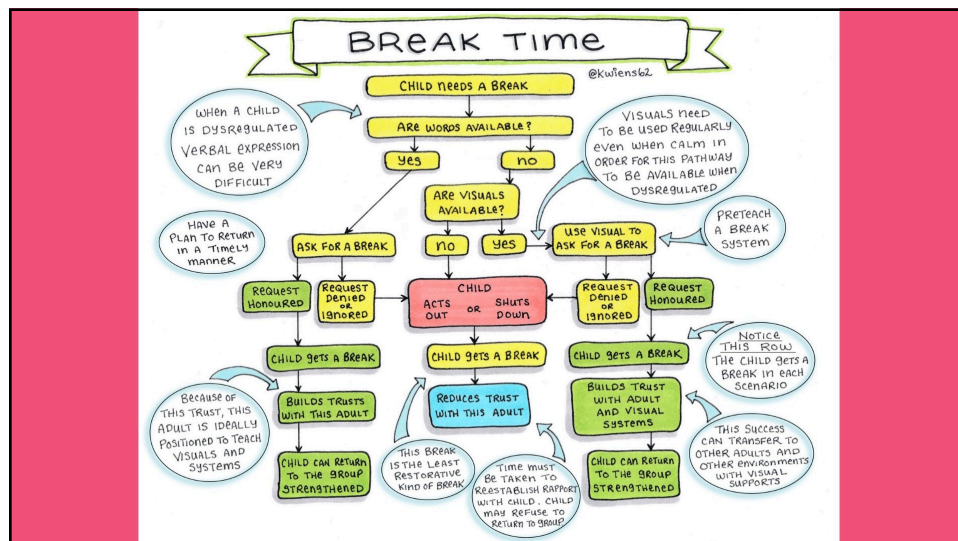 BREAK TIME
@kwiens62
CHILD NEEDS A BREAK
WHEN A CHILD
IS DYSREGULATED
VERBAL EXPRESSION
CAN BE VERY
DIFFICULT
ARE WORDS AVAILABLE?
yes
no
VISUALS NEED
TO BE USED REGULARLY
EVEN WHEN CALM IN
ORDER FOR THIS PATHWAY
TO BE AVAILABLE WHEN
DYSREGULATED
ARE VISUALS
AVAILABLE?
no
yes
HAVE A
PLAN TO RETURN
IN A TIMELY
MANNER
ASK FOR A BREAK
USE VISUAL TO
ASK FOR A BREAK
PRETEACH
A BREAK
SYSTEM
REQUEST
HONOURED
REQUEST
DENIED
OR
IGNORED
CHILD
ACTS OUT
OR
SHUTS DOWN
REQUEST
DENIED
OR
IGNORED
REQUEST
HONOURED
CHILD GETS A BREAK
CHILD GETS A BREAK
CHILD GETS A BREAK
NOTICE
THIS ROW
THE CHILD GETS A
BREAK IN EACH
SCENARIO
BECAUSE OF
THIS TRUST, THIS
ADULT IS IDEALLY
POSITIONED TO TEACH
VISUALS AND
SYSTEMS
BUILDS TRUSTS
WITH THIS ADULT
REDUCES TRUST
WITH THIS ADULT
BUILDS TRUST
WITH ADULT
AND VISUAL
SYSTEMS
THIS BREAK
IS THE LEAST
RESTORATIVE
KIND OF BREAK
TIME MUST
BE TAKEN TO
REESTABLISH RAPPORT
WITH CHILD. CHILD
MAY REFUSE TO
RETURN TO GROUP
THIS SUCCESS
CAN TRANSFER TO
OTHER ADULTS AND
OTHER ENVIRONMENTS
WITH VISUAL
SUPPORTS
CHILD CAN RETURN
TO THE GROUP
STRENGTHENED
CHILD CAN RETURN
TO THE GROUP
STRENGTHENED